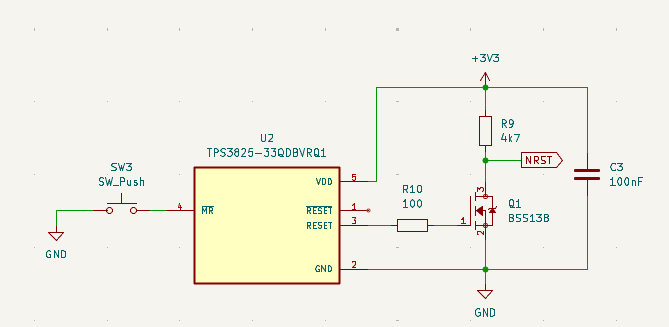 +3V3
R9
4k7
U2
TPS3825-33QDBVRQ1
NRST
SW3
SW_Push
C3
100nF
VDD
5
R10
100
3
4
MR
RESET
1
Q1
BSS138
RESET
3
1
2
GND
GND
2
GND